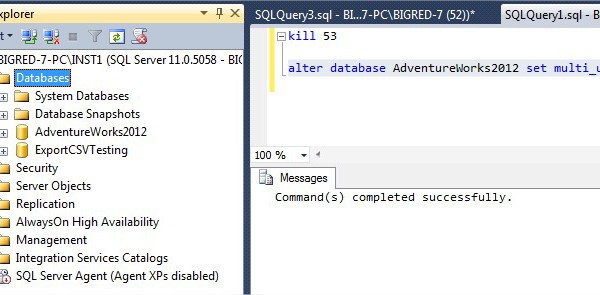 xplorer
BIGRED-7-PC\INST1 (SQL Server 11.0.5058 - BIG
Databases
System Databases
Database Snapshots
AdventureWorks2012
ExportCSVTesting
Security
Server Objects
Replication
AlwaysOn High Availability
Management
Integration Services Catalogs
SQL Server Agent (Agent XPs disabled)
SQLQuery3.sql - BI...7-PC\BIGRED-7 (52))*
SQLQuery1.sql - B
kill 53
alter database AdventureWorks2012 set multi_u
100 %
Messages
Command(s) completed successfully.